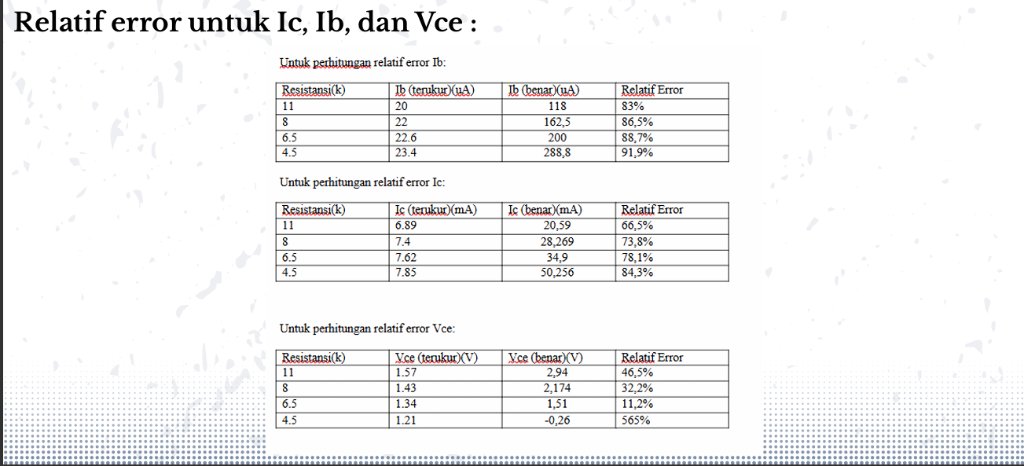 Relatif error untuk Ic, Ib, dan Vce :
Untuk perhitungan relatif error Ib:
Resistansi(k) Ib (terukur)(uA) Ib (benar)(uA) Relatif Error
11 20 118 83%
8 22 162,5 86,5%
6.5 22.6 200 88,7%
4.5 23.4 288,8 91,9%
Untuk perhitungan relatif error Ic:
Resistansi(k) Ic (terukur)(mA) Ic (benar)(mA) Relatif Error
11 6.89 20,59 66,5%
8 7.4 28,269 73,8%
6.5 7.62 34,9 78,1%
4.5 7.85 50,256 84,3%
Untuk perhitungan relatif error Vce:
Resistansi(k) Vce (terukur)(V) Vce (benar)(V) Relatif Error
11 1.57 2,94 46,5%
8 1.43 2,174 32,2%
6.5 1.34 1,51 11,2%
4.5 1.21 -0,26 565%